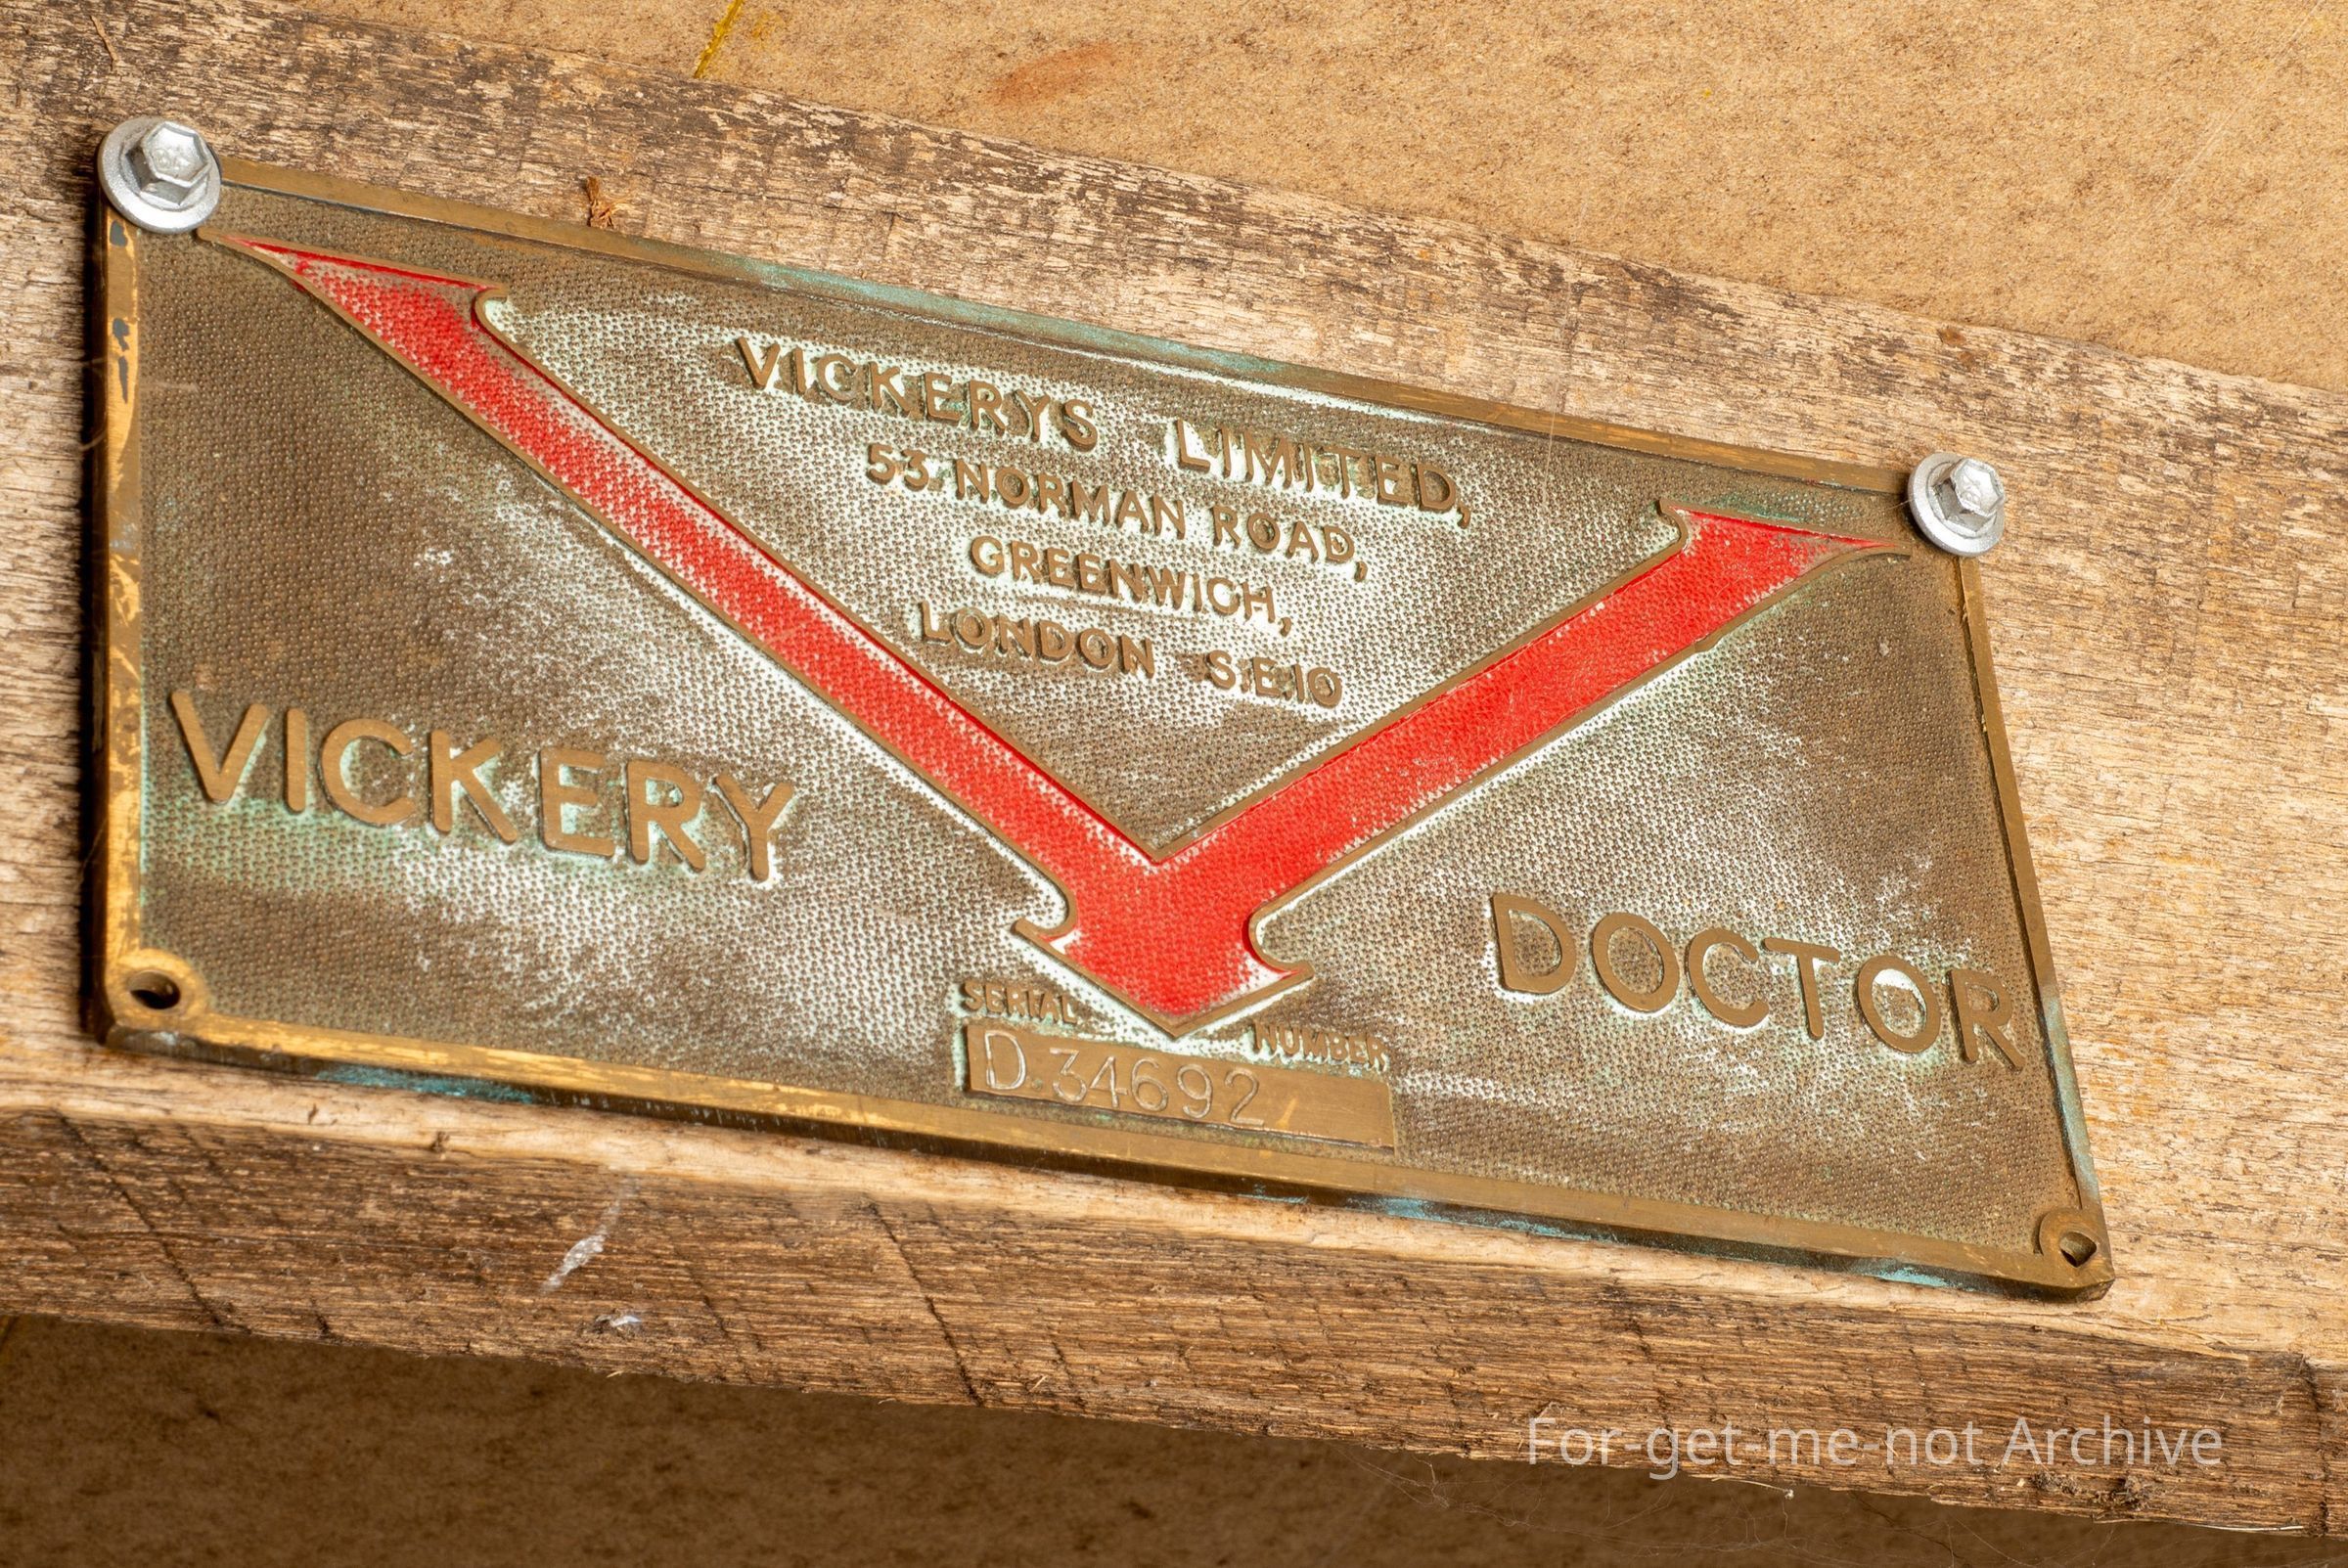 VICKERYS LIMITED,
53, NORMAN ROAD,
GREENWICH,
LONDON S.E.10
VICKERY DOCTOR
SERIAL NUMBER
D.34692
For-get-me-not Archive